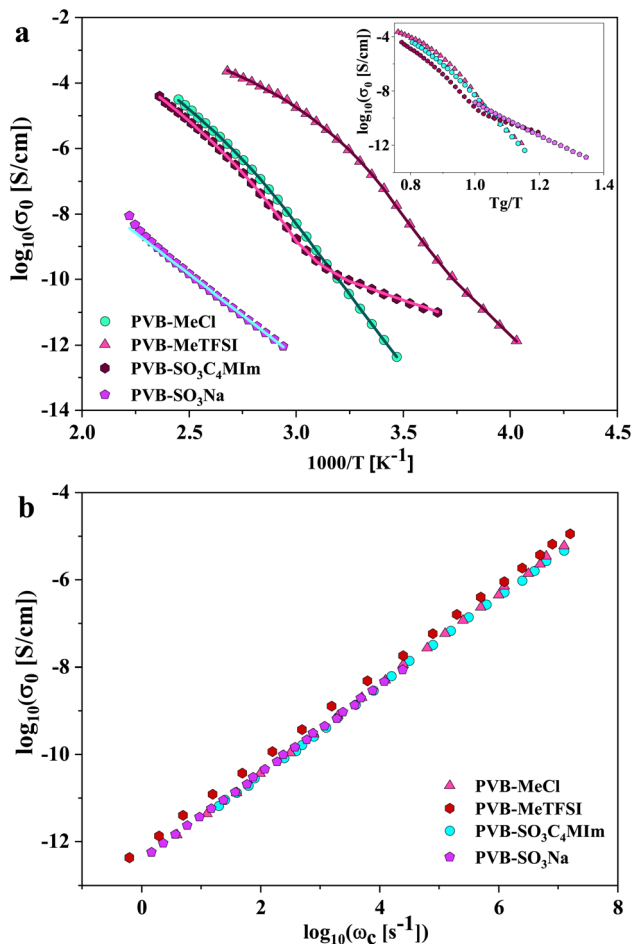 a
log₁₀(σ₀ [S/cm])
-2
-4
-6
-8
-10
-12
-14
2.0 2.5 3.0 3.5 4.0 4.5
1000/T [K⁻¹]
PVB-MeCl
PVB-MeTFSI
PVB-SO₃C₄MIm
PVB-SO₃Na
log₁₀(σ₀ [S/cm])
-4
-8
-12
0.8 1.0 1.2 1.4
Tg/T
b
log₁₀(σ₀ [S/cm])
-4
-6
-8
-10
-12
0 2 4 6 8
log₁₀(ω_c [s⁻¹])
PVB-MeCl
PVB-MeTFSI
PVB-SO₃C₄MIm
PVB-SO₃Na